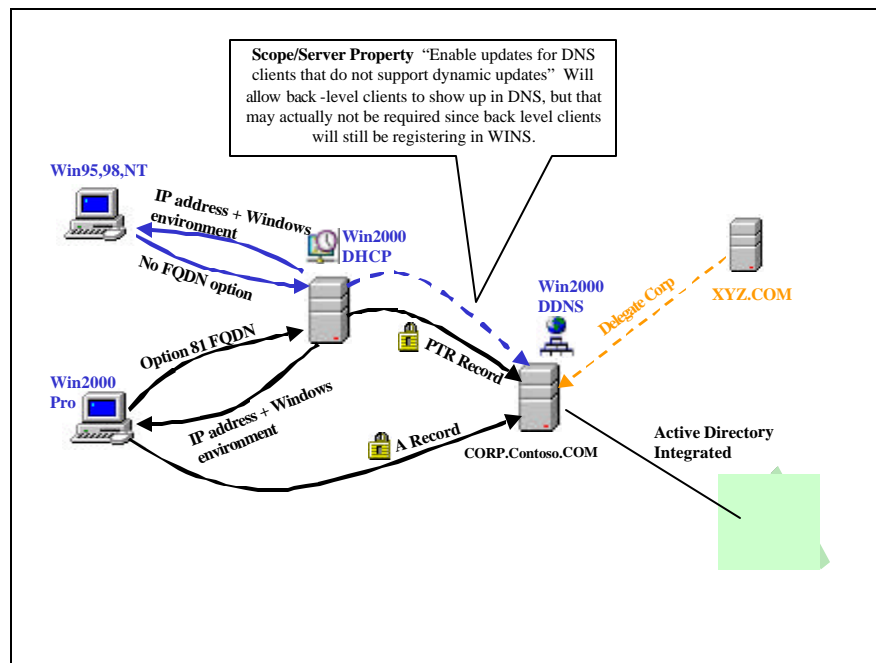 Scope/Server Property “Enable updates for DNS
clients that do not support dynamic updates” Will
allow back -level clients to show up in DNS, but that
may actually not be required since back level clients
will still be registering in WINS.
Win95,98,NT
IP address + Windows
environment
No FQDN option
Win2000
DHCP
Win2000
DDNS
XYZ.COM
Delegate Corp
Option 81 FQDN
PTR Record
Win2000
Pro
IP address + Windows
environment
A Record
CORP.Contoso.COM
Active Directory
Integrated